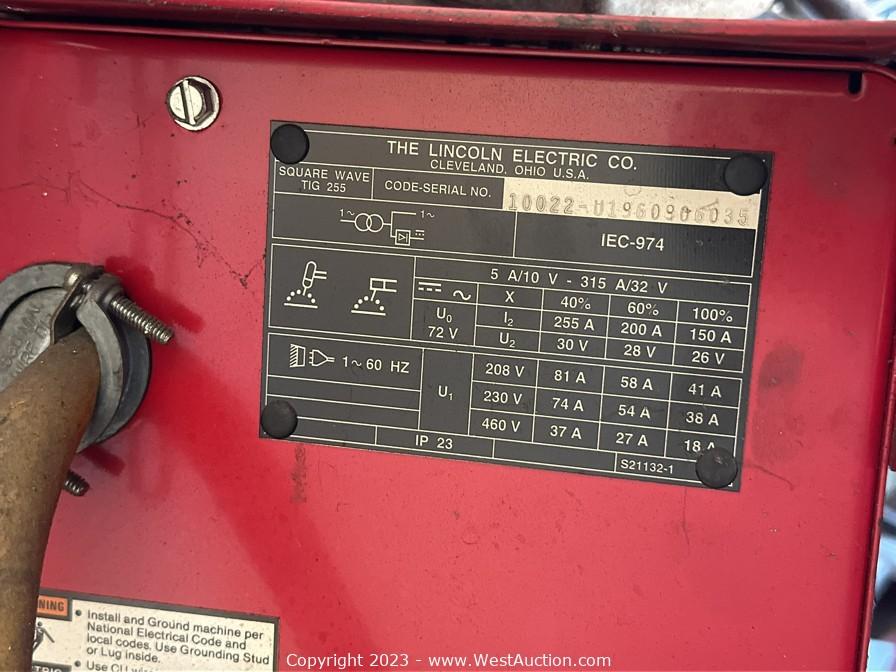 THE LINCOLN ELECTRIC CO.
CLEVELAND, OHIO U.S.A.
SQUARE WAVE
TIG 255
CODE-SERIAL NO.
10022-U1960906035
1~ 1~
IEC-974
5 A/10 V - 315 A/32 V
X 40% 60% 100%
U0 72 V
I2 255 A 200 A 150 A
U2 30 V 28 V 26 V
1~60 HZ
U1
208 V 81 A 58 A 41 A
230 V 74 A 54 A 38 A
460 V 37 A 27 A 18 A
IP 23
S21132-1
• Install and Ground machine per
National Electrical Code and
local codes. Use Grounding Stud
or Lug inside.
Copyright 2023 - www.WestAuction.com